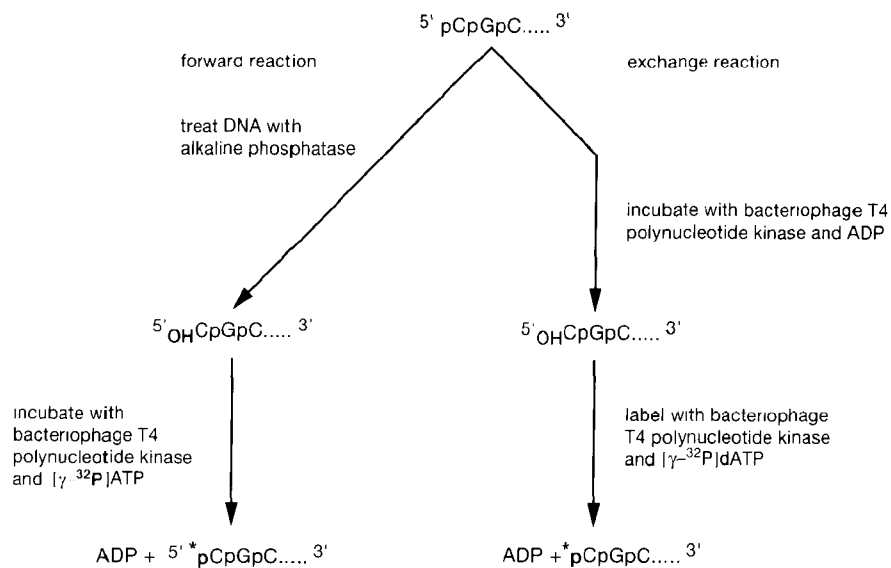 5' pCpGpC..... 3'
forward reaction
exchange reaction
treat DNA with
alkaline phosphatase
incubate with bacteriophage T4
polynucleotide kinase and ADP
5'OHCpGpC..... 3'
5'OHCpGpC..... 3'
incubate with
bacteriophage T4
polynucleotide kinase
and [γ-32P]ATP
label with bacteriophage
T4 polynucleotide kinase
and [γ-32P]dATP
ADP + 5' *pCpGpC..... 3'
ADP +*pCpGpC..... 3'